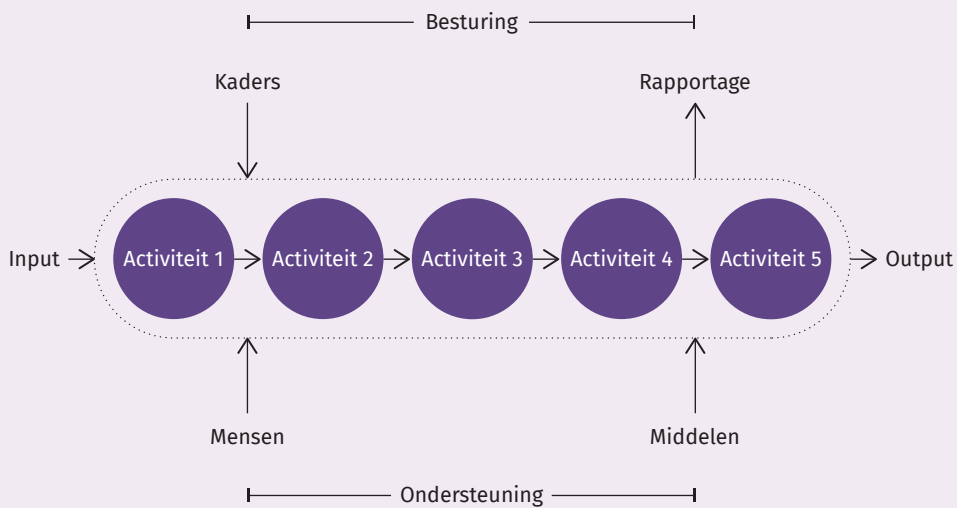 Besturing
Kaders
Rapportage
Input
Activiteit 1
Activiteit 2
Activiteit 3
Activiteit 4
Activiteit 5
Output
Mensen
Middelen
Ondersteuning